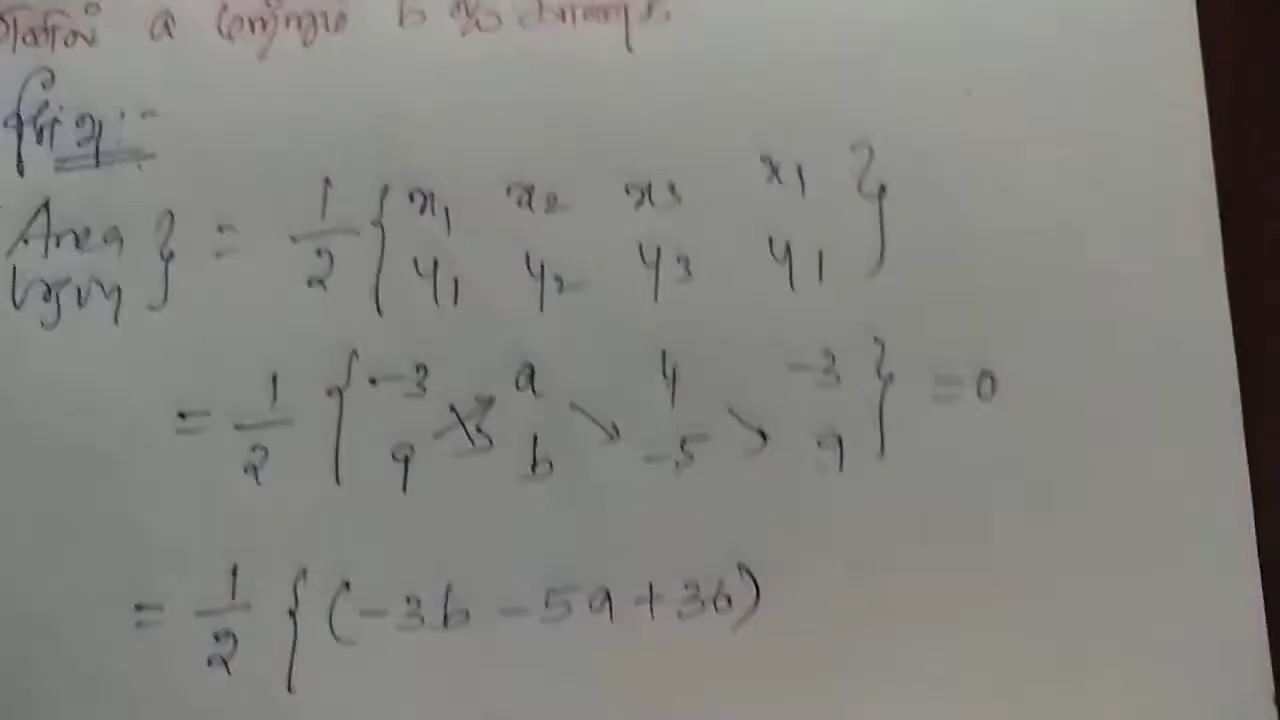 a b
Area } = 1/2 { x1 x2 x3 x1 }
y1 y2 y3 y1
= 1/2 { -3 a 4 -3 } = 0
9 b -5 9
= 1/2 { (-3b - 5a + 36)